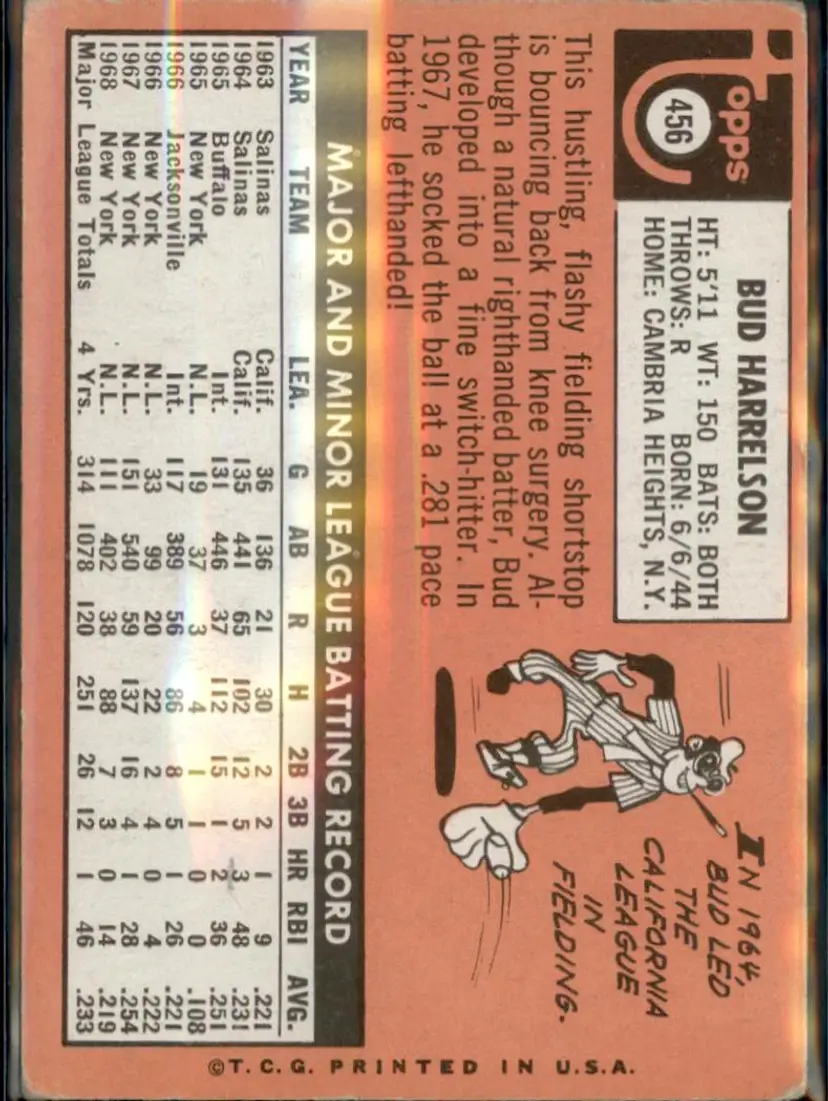 Topps
456
BUD HARRELSON
HT: 5'11 WT: 150 BATS: BOTH
THROWS: R BORN: 6/6/44
HOME: CAMBRIA HEIGHTS, N.Y.
This hustling, flashy fielding shortstop
is bouncing back from knee surgery. Al-
though a natural righthanded batter, Bud
developed into a fine switch-hitter. In
1967, he socked the ball at a .281 pace
batting lefthanded!
IN 1964,
BUD LED
THE
CALIFORNIA
LEAGUE
IN
FIELDING.
MAJOR AND MINOR LEAGUE BATTING RECORD
YEAR TEAM LEA. G AB R H 2B 3B HR RBI AVG.
1963 Salinas Calif. 36 136 21 30 2 2 1 9 .221
1964 Salinas Calif. 135 441 65 102 12 5 3 48 .231
1965 Buffalo Int. 131 446 37 112 15 1 2 36 .251
1965 New York N.L. 19 37 3 4 1 1 0 0 .108
1966 Jacksonville Int. 117 389 56 86 8 5 1 26 .221
1966 New York N.L. 33 99 20 22 2 4 0 4 .222
1967 New York N.L. 151 540 59 137 16 4 1 28 .254
1968 New York N.L. 111 402 38 88 7 3 0 14 .219
Major League Totals 4 Yrs. 314 1078 120 251 26 12 1 46 .233
©T.C.G. PRINTED IN U.S.A.